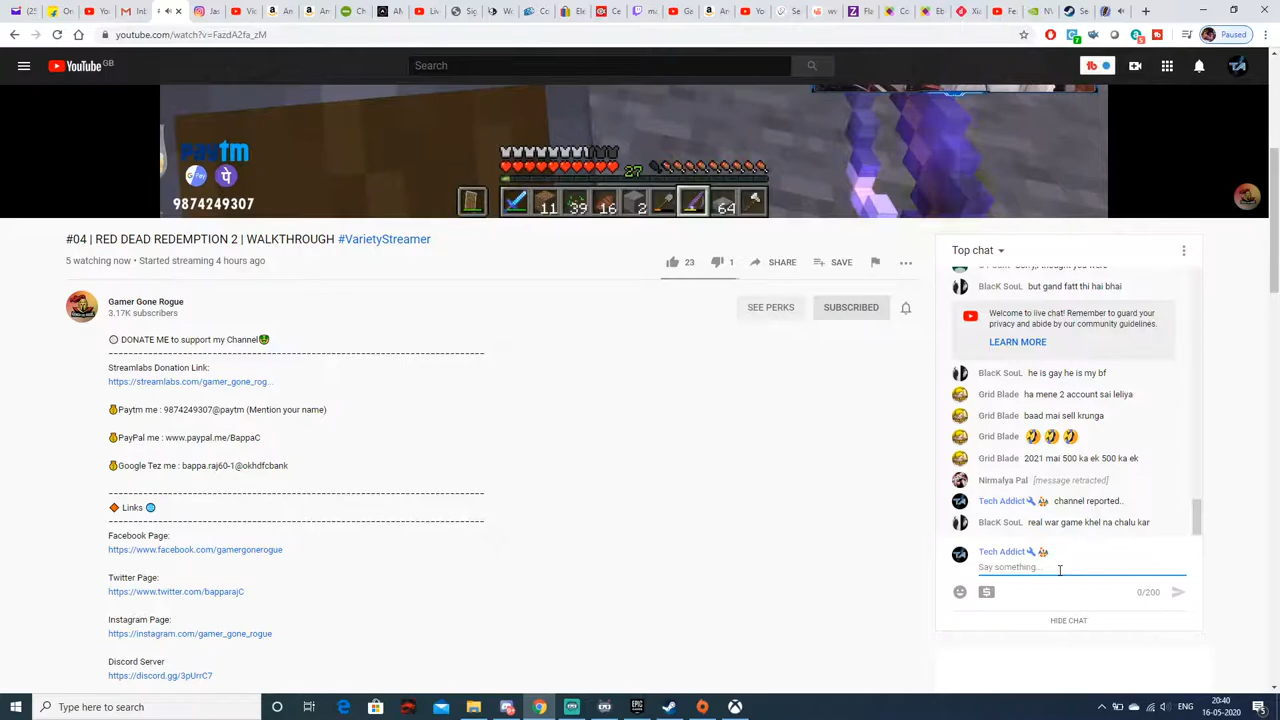 youtube.com/watch?v=FazdA2fa_zM
Paused
YouTube GB
Search
Paytm
G Pay पे
9874249307
27
11 39 16 2 64
#04 | RED DEAD REDEMPTION 2 | WALKTHROUGH #VarietyStreamer
5 watching now • Started streaming 4 hours ago
23 1 SHARE SAVE
Gamer Gone Rogue
3.17K subscribers
SEE PERKS SUBSCRIBED
DONATE ME to support my Channel
Streamlabs Donation Link:
https://streamlabs.com/gamer_gone_rog...
Paytm me : 9874249307@paytm (Mention your name)
PayPal me : www.paypal.me/BappaC
Google Tez me : bappa.raj60-1@okhdfcbank
Links
Facebook Page:
https://www.facebook.com/gamergonerogue
Twitter Page:
https://www.twitter.com/bapparajC
Instagram Page:
https://instagram.com/gamer_gone_rogue
Discord Server
https://discord.gg/3pUrrC7
Top chat
BlacK SouL but gand fatt thi hai bhai
Welcome to live chat! Remember to guard your
privacy and abide by our community guidelines.
LEARN MORE
BlacK SouL he is gay he is my bf
Grid Blade ha mene 2 account sai leliya
Grid Blade baad mai sell krunga
Grid Blade 🤣 🤣 🤣
Grid Blade 2021 mai 500 ka ek 500 ka ek
Nirmalya Pal [message retracted]
Tech Addict channel reported..
BlacK SouL real war game khel na chalu kar
Tech Addict
Say something...
0/200
HIDE CHAT
Type here to search
20:40
16-05-2020